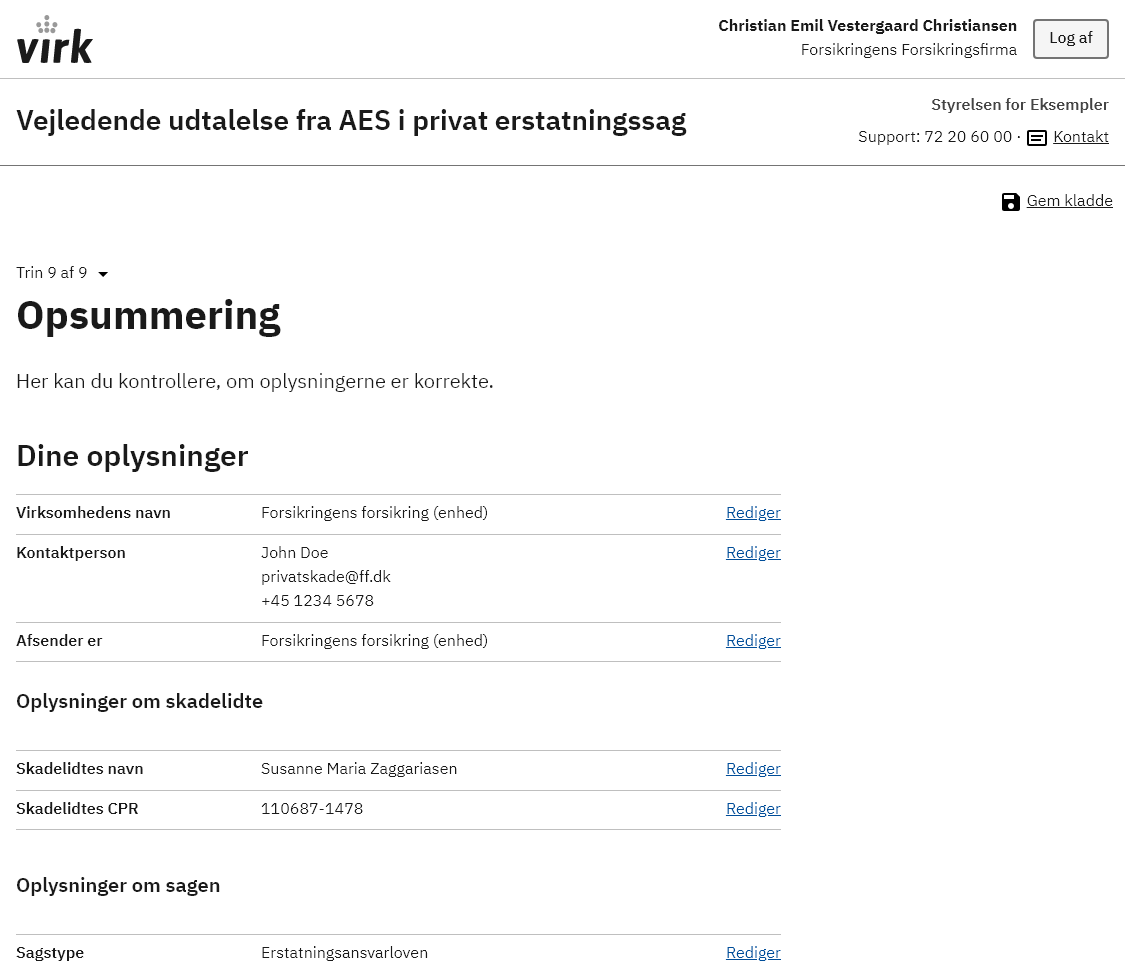 virk
Christian Emil Vestergaard Christiansen
Forsikringens Forsikringsfirma
Log af
Vejledende udtalelse fra AES i privat erstatningssag
Styrelsen for Eksempler
Support: 72 20 60 00 · Kontakt
Gem kladde
Trin 9 af 9
Opsummering
Her kan du kontrollere, om oplysningerne er korrekte.
Dine oplysninger
Virksomhedens navn Forsikringens forsikring (enhed) Rediger
Kontaktperson John Doe Rediger
privatskade@ff.dk
+45 1234 5678
Afsender er Forsikringens forsikring (enhed) Rediger
Oplysninger om skadelidte
Skadelidtes navn Susanne Maria Zaggariasen Rediger
Skadelidtes CPR 110687-1478 Rediger
Oplysninger om sagen
Sagstype Erstatningsansvarloven Rediger